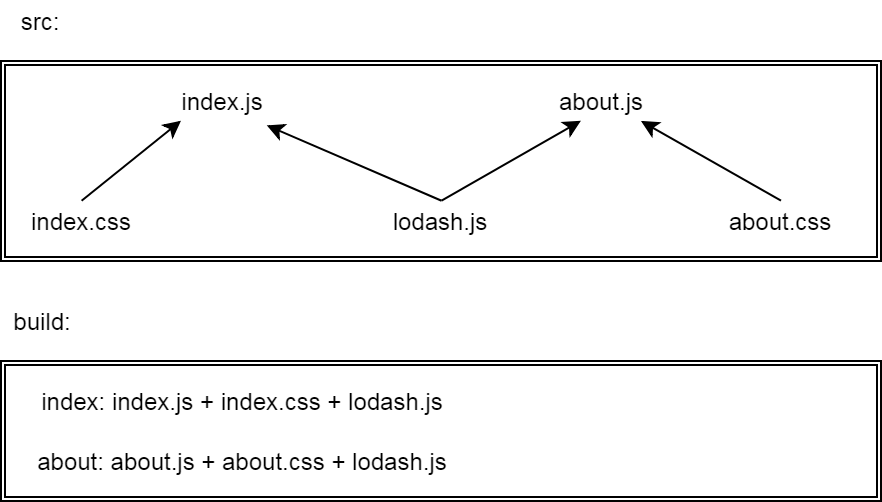 src:
index.js about.js
index.css lodash.js about.css
build:
index: index.js + index.css + lodash.js
about: about.js + about.css + lodash.js